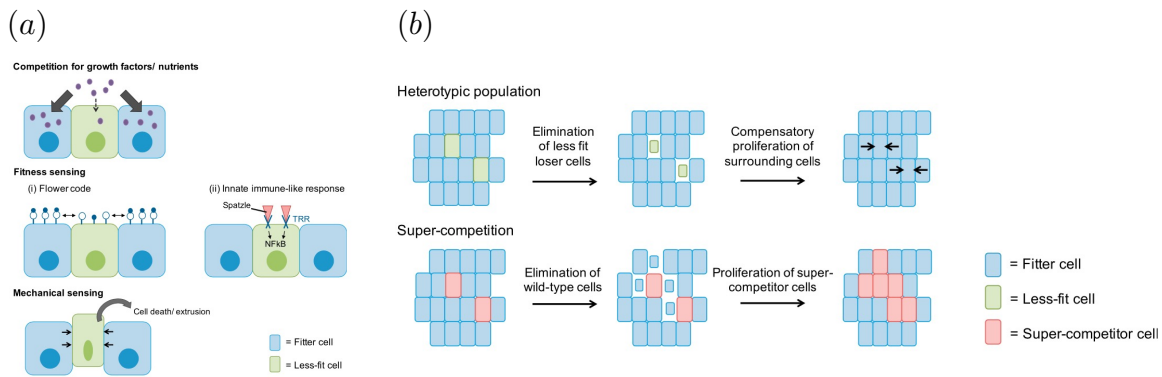 (a)
Competition for growth factors/ nutrients
Fitness sensing
(i) Flower code
(ii) Innate immune-like response
Spatzle
TRR
NFkB
Mechanical sensing
Cell death/ extrusion
= Fitter cell
= Less-fit cell
(b)
Heterotypic population
Elimination
of less fit
loser cells
Compensatory
proliferation of
surrounding cells
Super-competition
Elimination of
wild-type cells
Proliferation of super-
competitor cells
= Fitter cell
= Less-fit cell
= Super-competitor cell